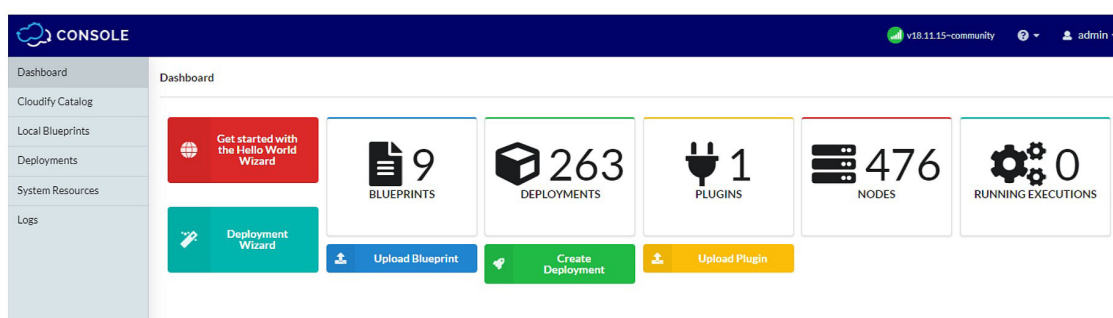 CONSOLE
v18.11.15~community
admin
Dashboard
Cloudify Catalog
Local Blueprints
Deployments
System Resources
Logs
Dashboard
Get started with
the Hello World
Wizard
Deployment
Wizard
9
BLUEPRINTS
Upload Blueprint
263
DEPLOYMENTS
Create
Deployment
1
PLUGINS
Upload Plugin
476
NODES
0
RUNNING EXECUTIONS